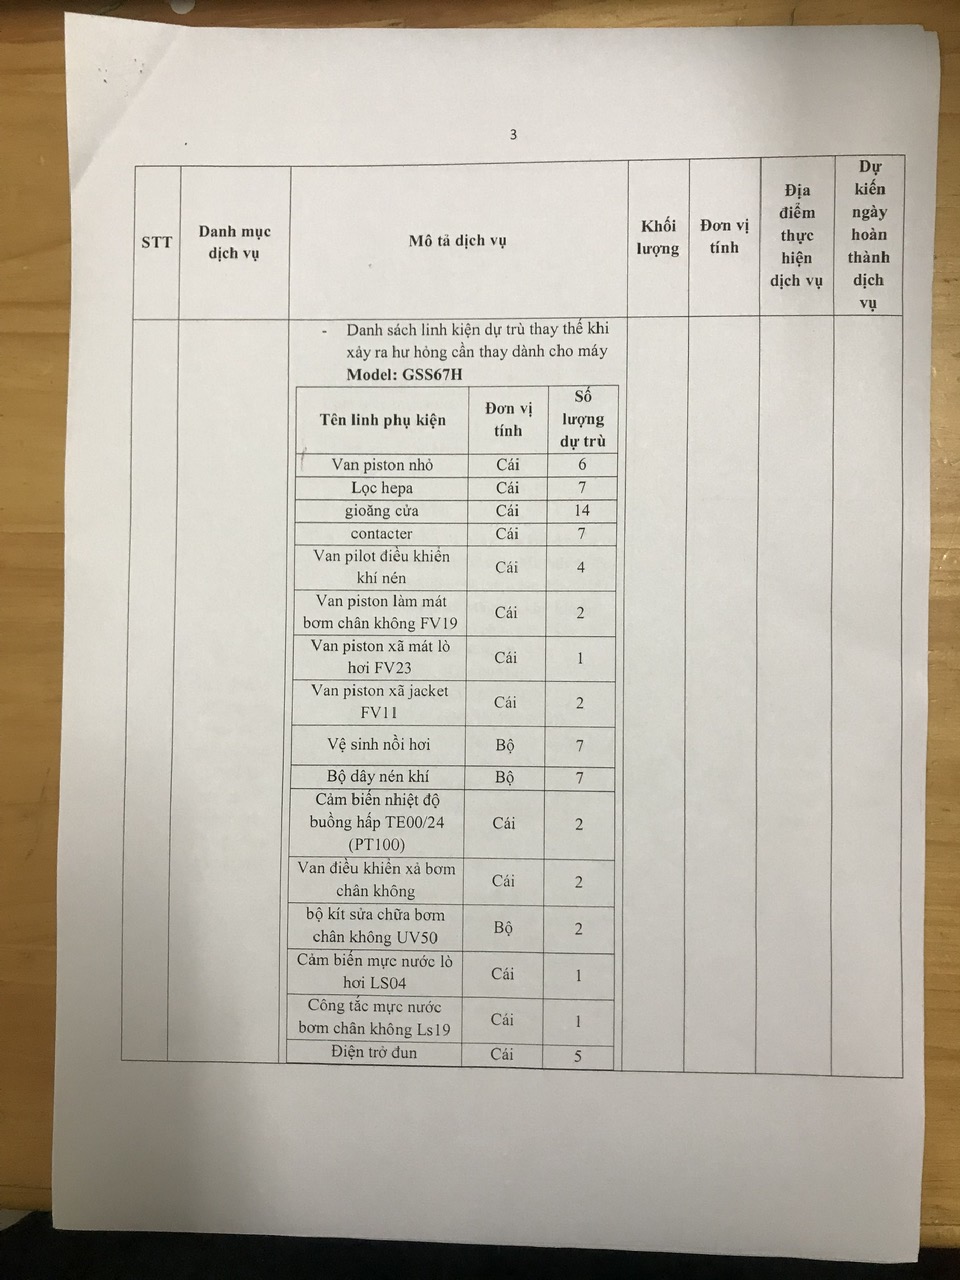 3
STT
Danh mục
dịch vụ
Mô tả dịch vụ
Khối
lượng
Đơn vị
tính
Địa
điểm
thực
hiện
dịch vụ
Dự
kiến
ngày
hoàn
thành
dịch
vụ
- Danh sách linh kiện dự trù thay thế khi
xảy ra hư hỏng cần thay dành cho máy
Model: GSS67H
Tên linh phụ kiện
Đơn vị
tính
Số
lượng
dự trù
Van piston nhỏ Cái 6
Lọc hepa Cái 7
gioăng cửa Cái 14
contacter Cái 7
Van pilot điều khiển
khí nén
Cái 4
Van piston làm mát
bơm chân không FV19
Cái 2
Van piston xã mát lò
hơi FV23
Cái 1
Van piston xã jacket
FV11
Cái 2
Vệ sinh nồi hơi Bộ 7
Bộ dây nén khí Bộ 7
Cảm biến nhiệt độ
buồng hấp TE00/24
(PT100)
Cái 2
Van điều khiển xả bơm
chân không
Cái 2
bộ kít sửa chữa bơm
chân không UV50
Bộ 2
Cảm biến mực nước lò
hơi LS04
Cái 1
Công tắc mực nước
bơm chân không Ls19
Cái 1
Điện trở đun Cái 5